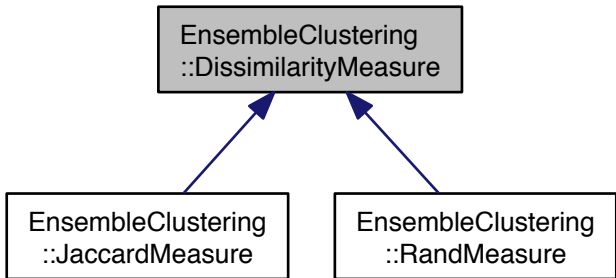 EnsembleClustering
::DissimilarityMeasure
EnsembleClustering
::JaccardMeasure
EnsembleClustering
::RandMeasure